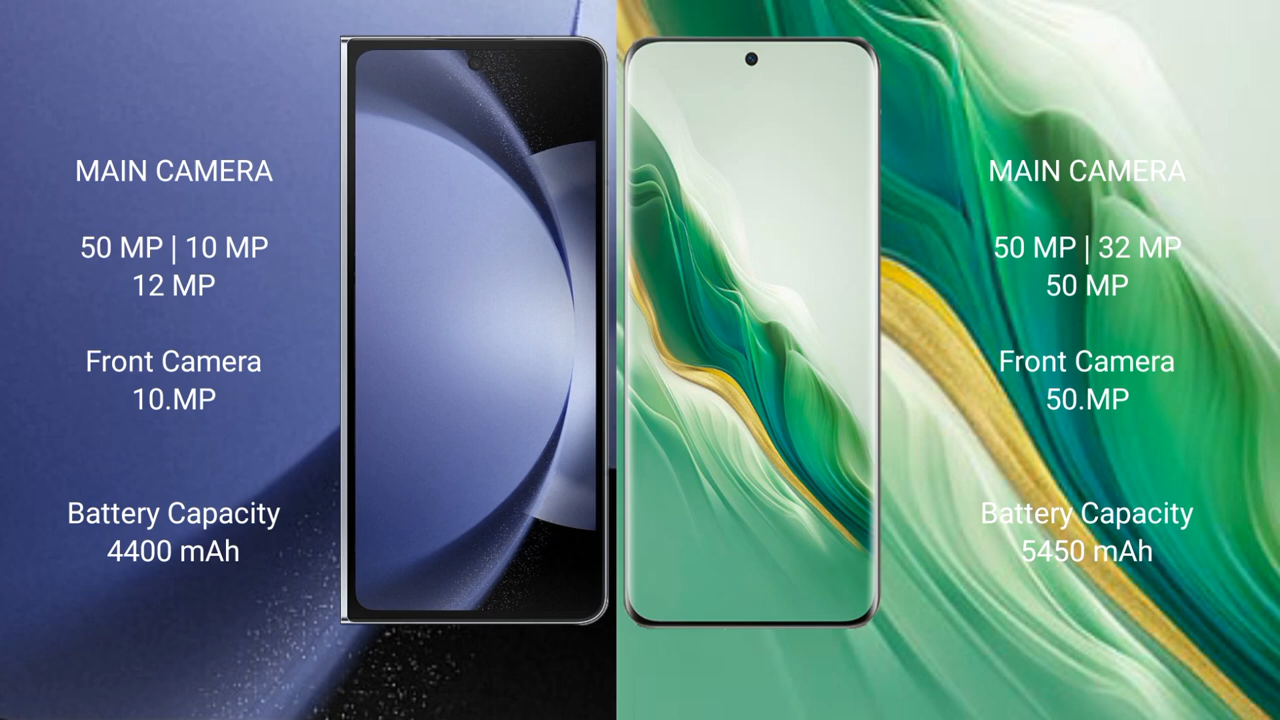 MAIN CAMERA
50 MP | 10 MP
12 MP
Front Camera
10.MP
Battery Capacity
4400 mAh
MAIN CAMERA
50 MP | 32 MP
50 MP
Front Camera
50.MP
Battery Capacity
5450 mAh